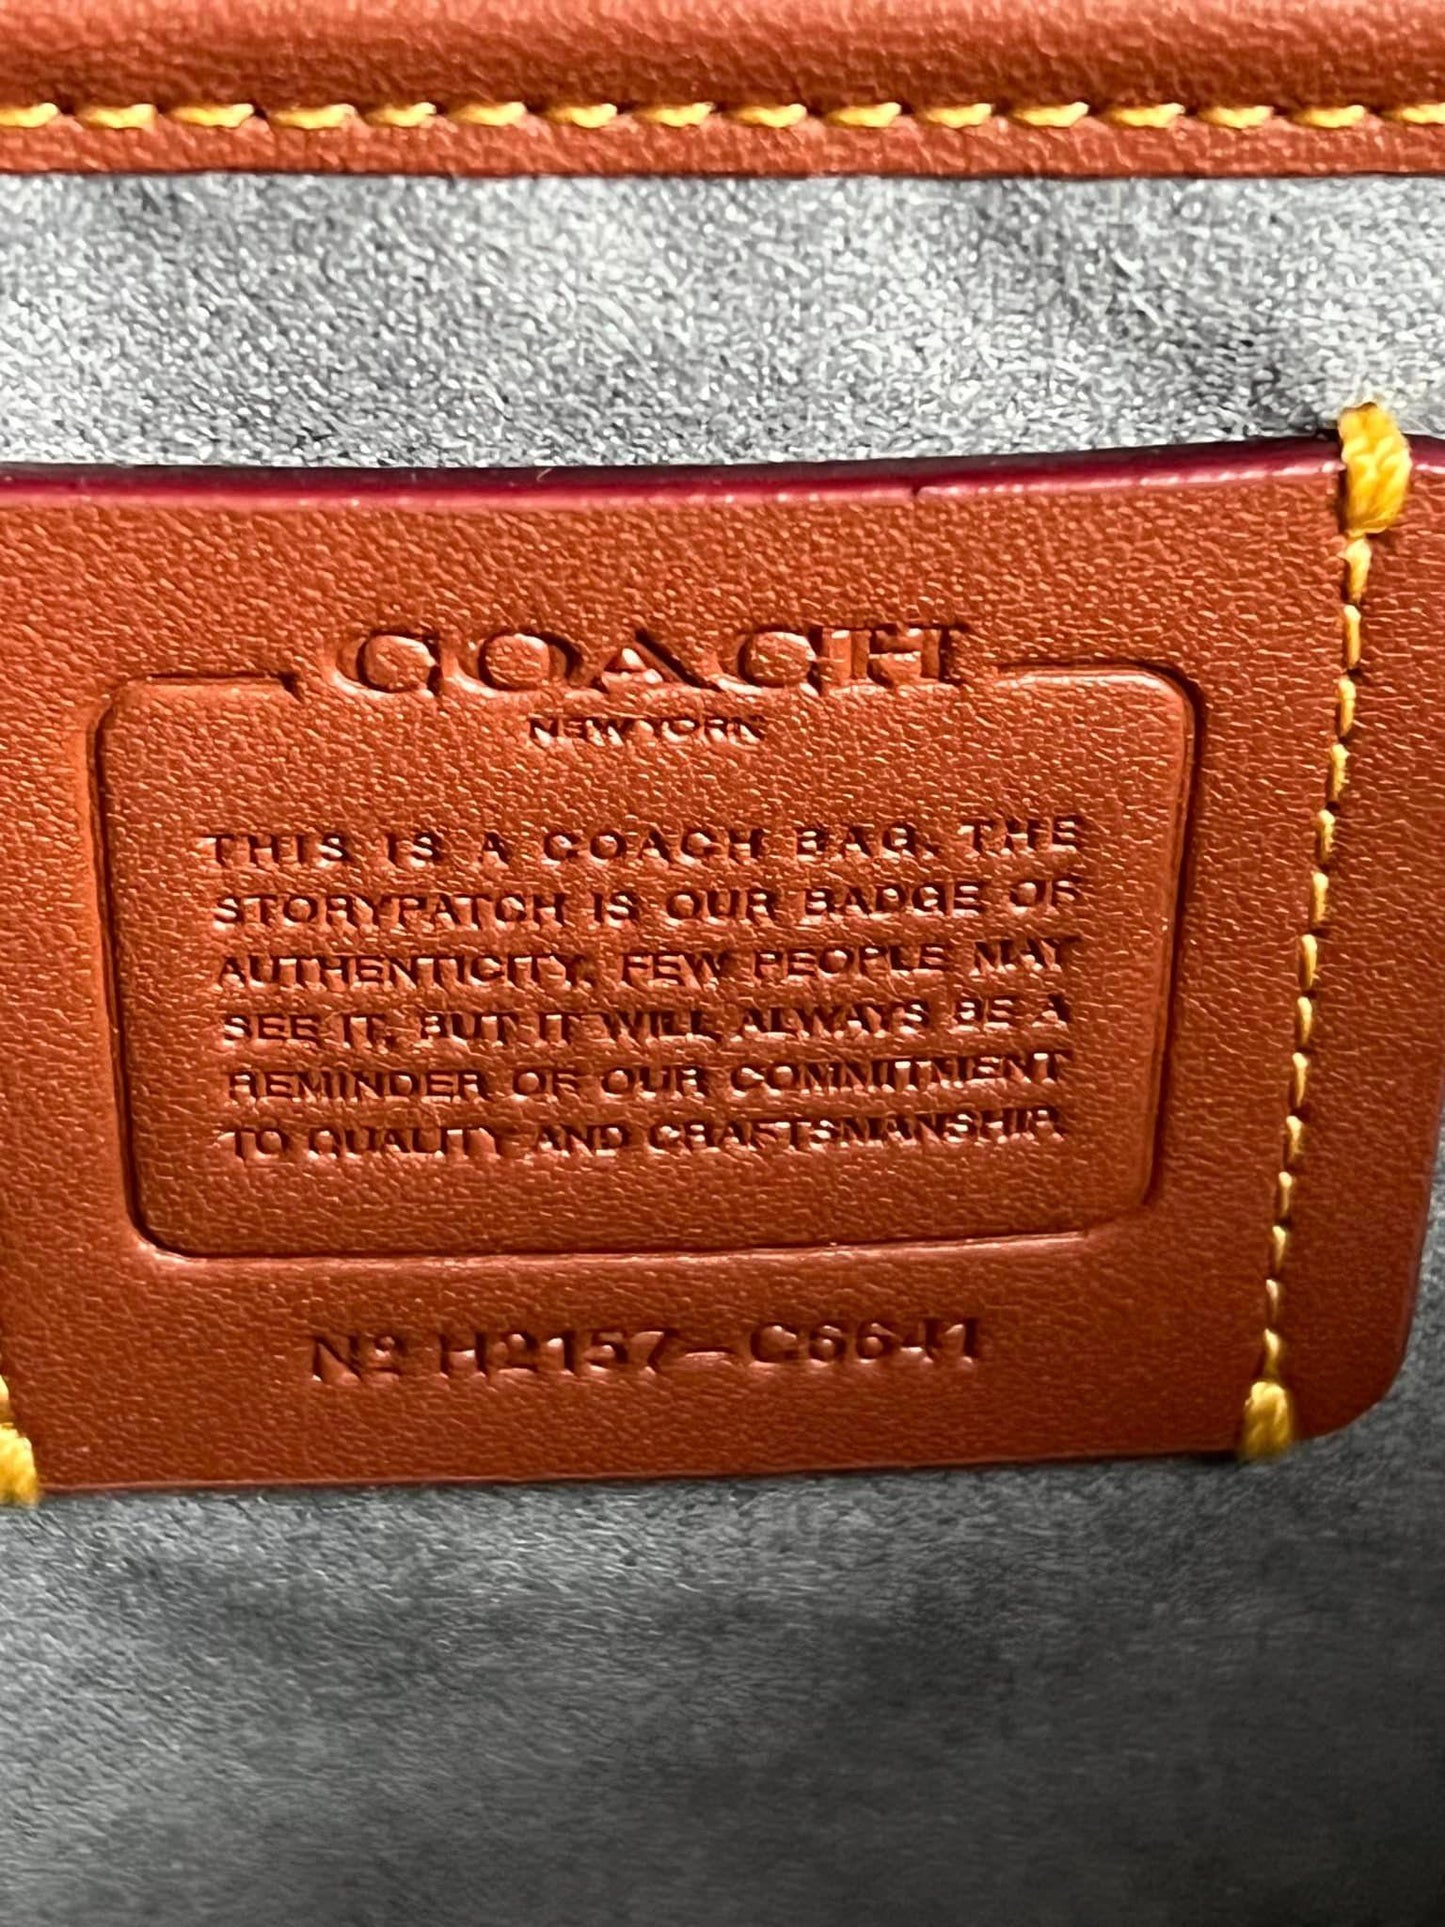 COACH
NEW YORK
THIS IS A COACH BAG. THE
STORYPATCH IS OUR BADGE OF
AUTHENTICITY. FEW PEOPLE MAY
SEE IT, BUT IT WILL ALWAYS BE A
REMINDER OF OUR COMMITMENT
TO QUALITY AND CRAFTSMANSHIP.
Nº H2157-C6641